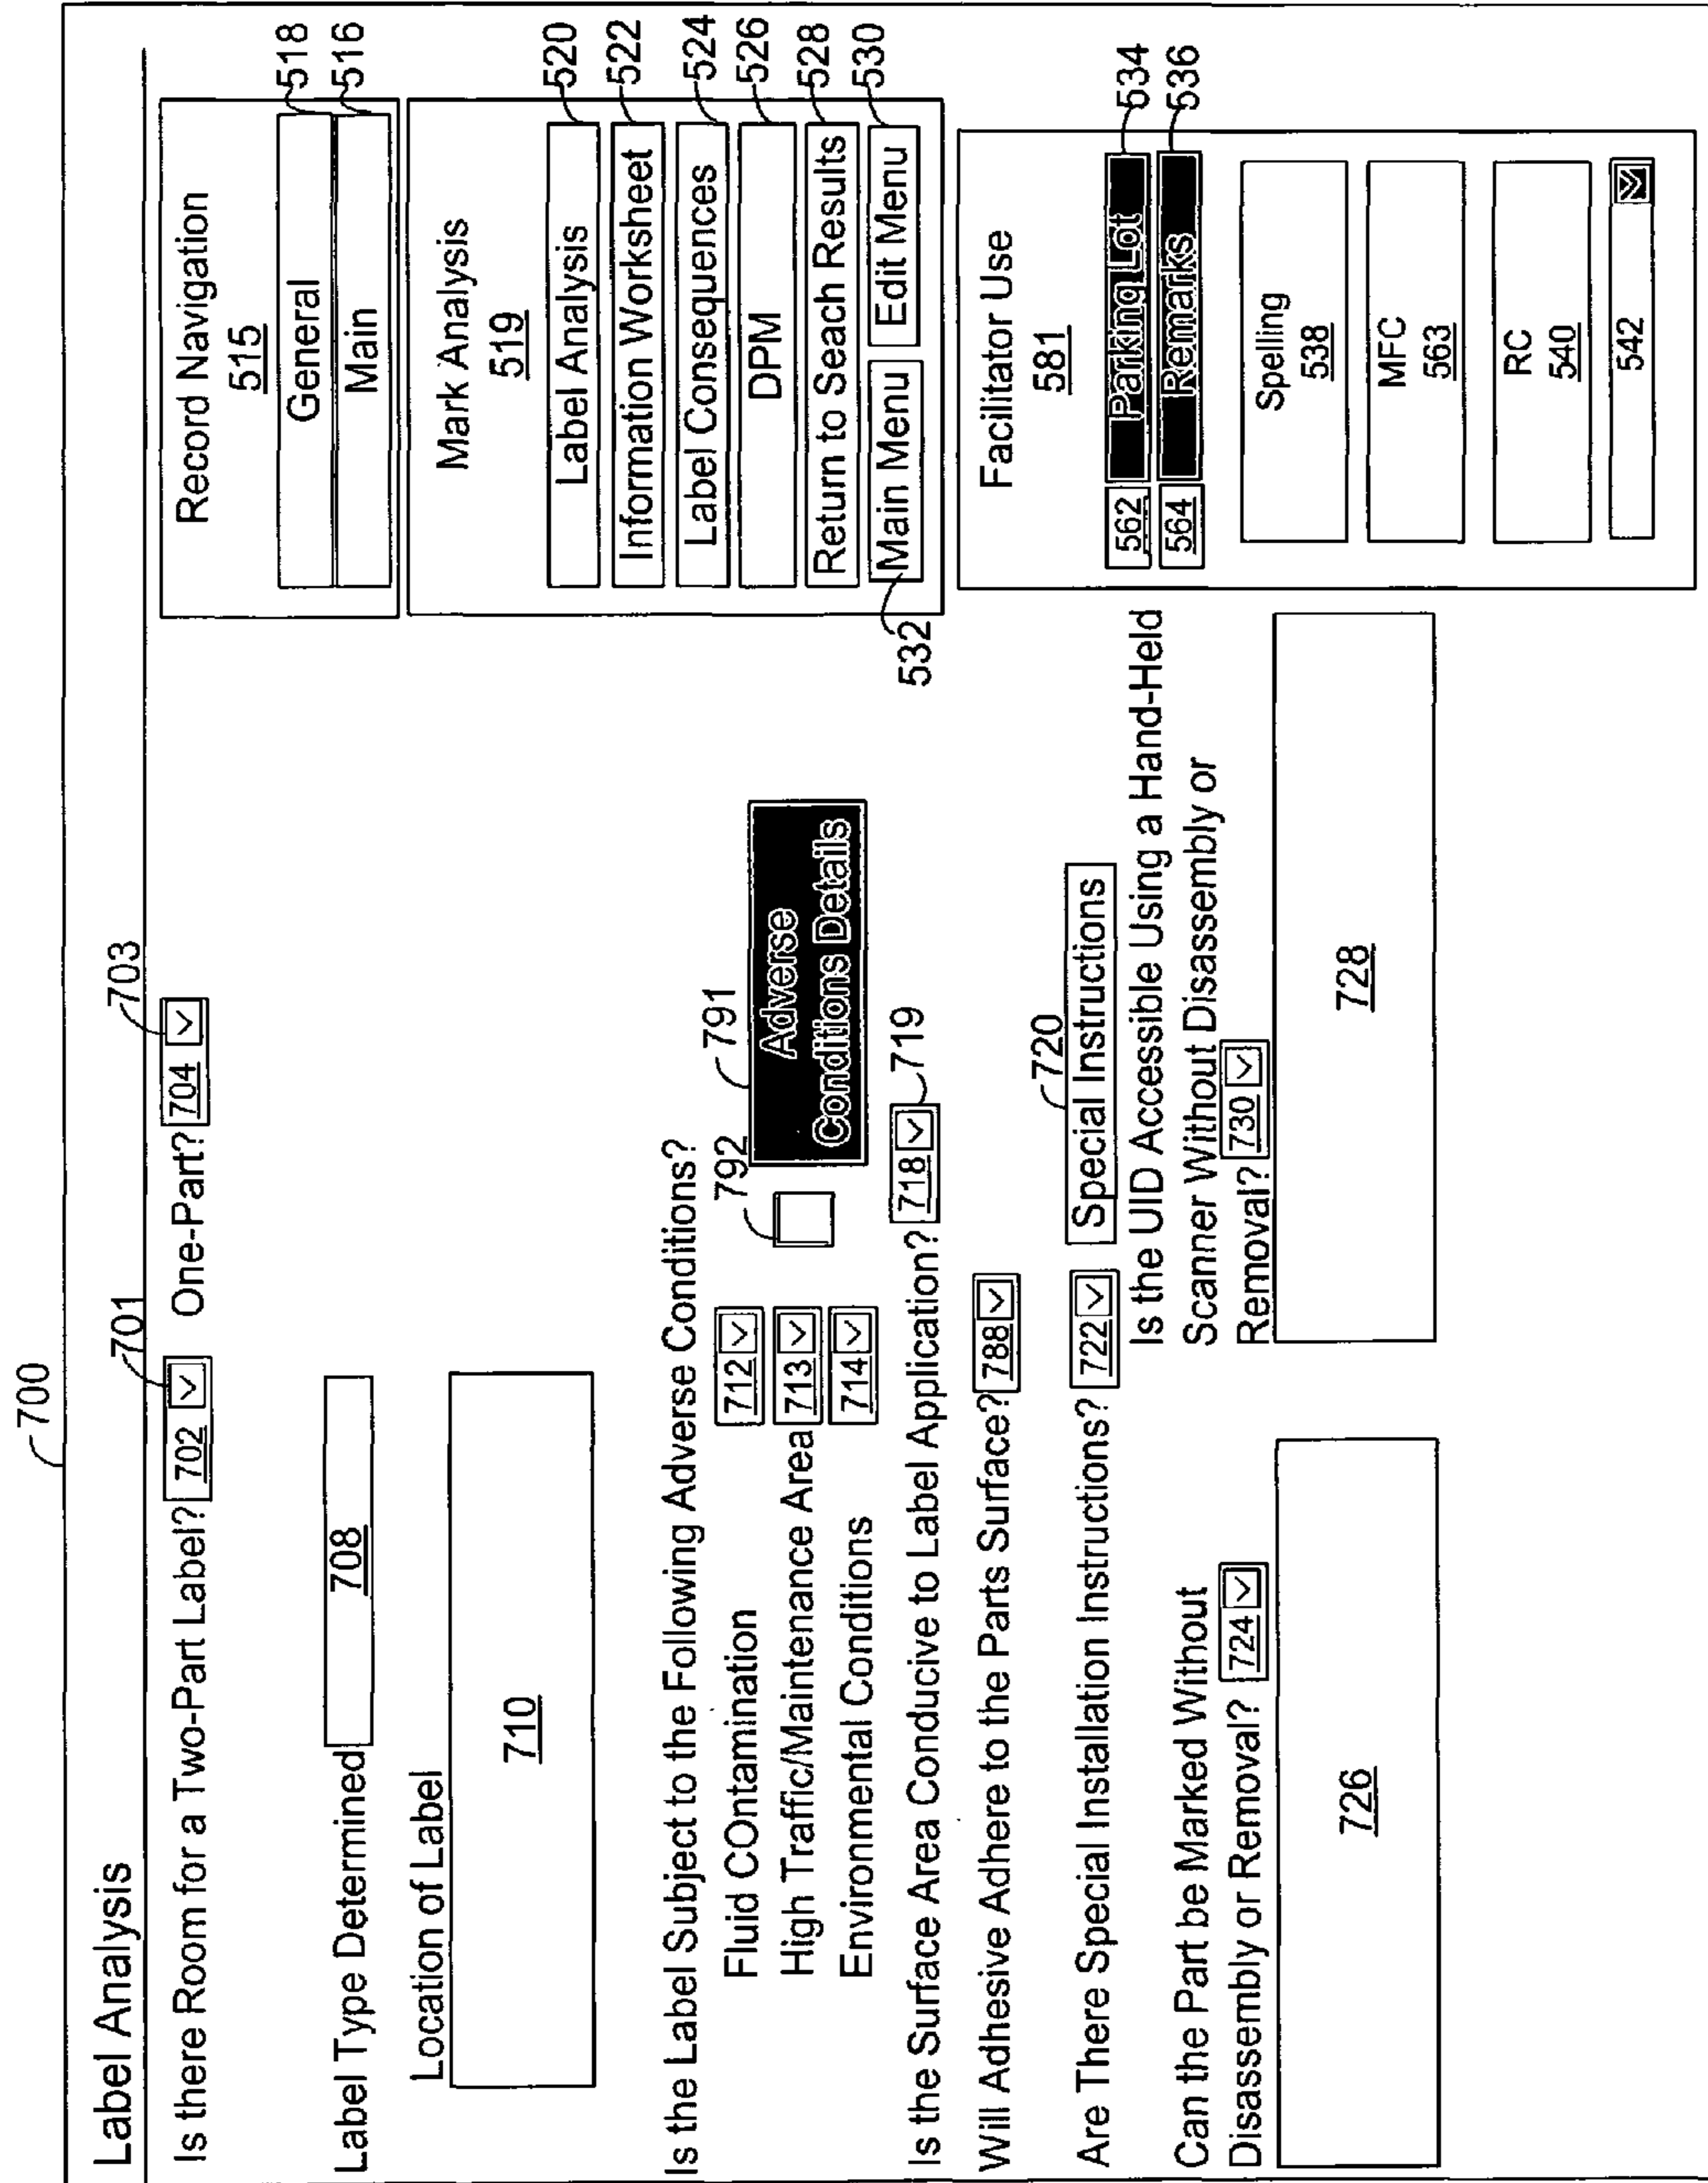 700
Label Analysis
701
703
Is there Room for a Two-Part Label? 702 One-Part? 704
Label Type Determined 708
Location of Label
710
Is the Label Subject to the Following Adverse Conditions?
Fluid COntamination 712
High Traffic/Maintenance Area 713
Environmental Conditions 714
792
791
Adverse
Conditions Details
Is the Surface Area Conducive to Label Application? 718
719
Will Adhesive Adhere to the Parts Surface? 788
Are There Special Installation Instructions? 722
720
Special Instructions
Can the Part be Marked Without
Disassembly or Removal? 724
726
Is the UID Accessible Using a Hand-Held
Scanner Without Disassembly or
Removal? 730
728
Record Navigation
515
General
518
Main
516
Mark Analysis
519
Label Analysis
520
Information Worksheet
522
Label Consequences
524
DPM
526
Return to Seach Results
528
Main Menu
Edit Menu
530
532
Facilitator Use
581
562 Parking Lot
534
564 Remarks
536
Spelling
538
MFC
563
RC
540
542